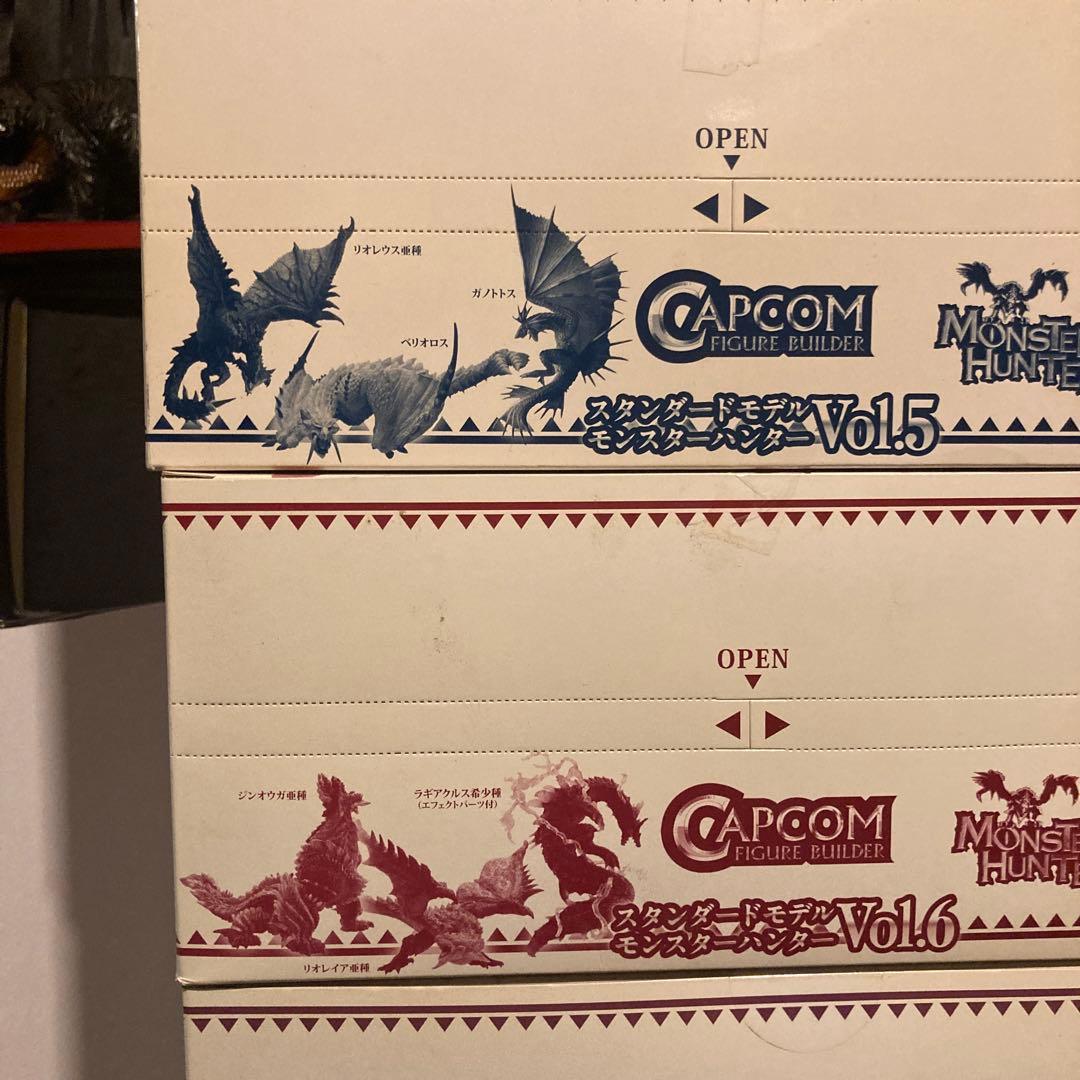 OPEN
リオレウス亜種
ガノトトス
ベリオロス
CAPCOM
FIGURE BUILDER
MONSTE
HUNTE
スタンダードモデル
モンスターハンター Vol.5
OPEN
ジンオウガ亜種
ラギアクルス希少種
(エフェクトパーツ付)
CAPCOM
FIGURE BUILDER
MONSTE
HUNTE
スタンダードモデル
モンスターハンター Vol.6
リオレイア亜種